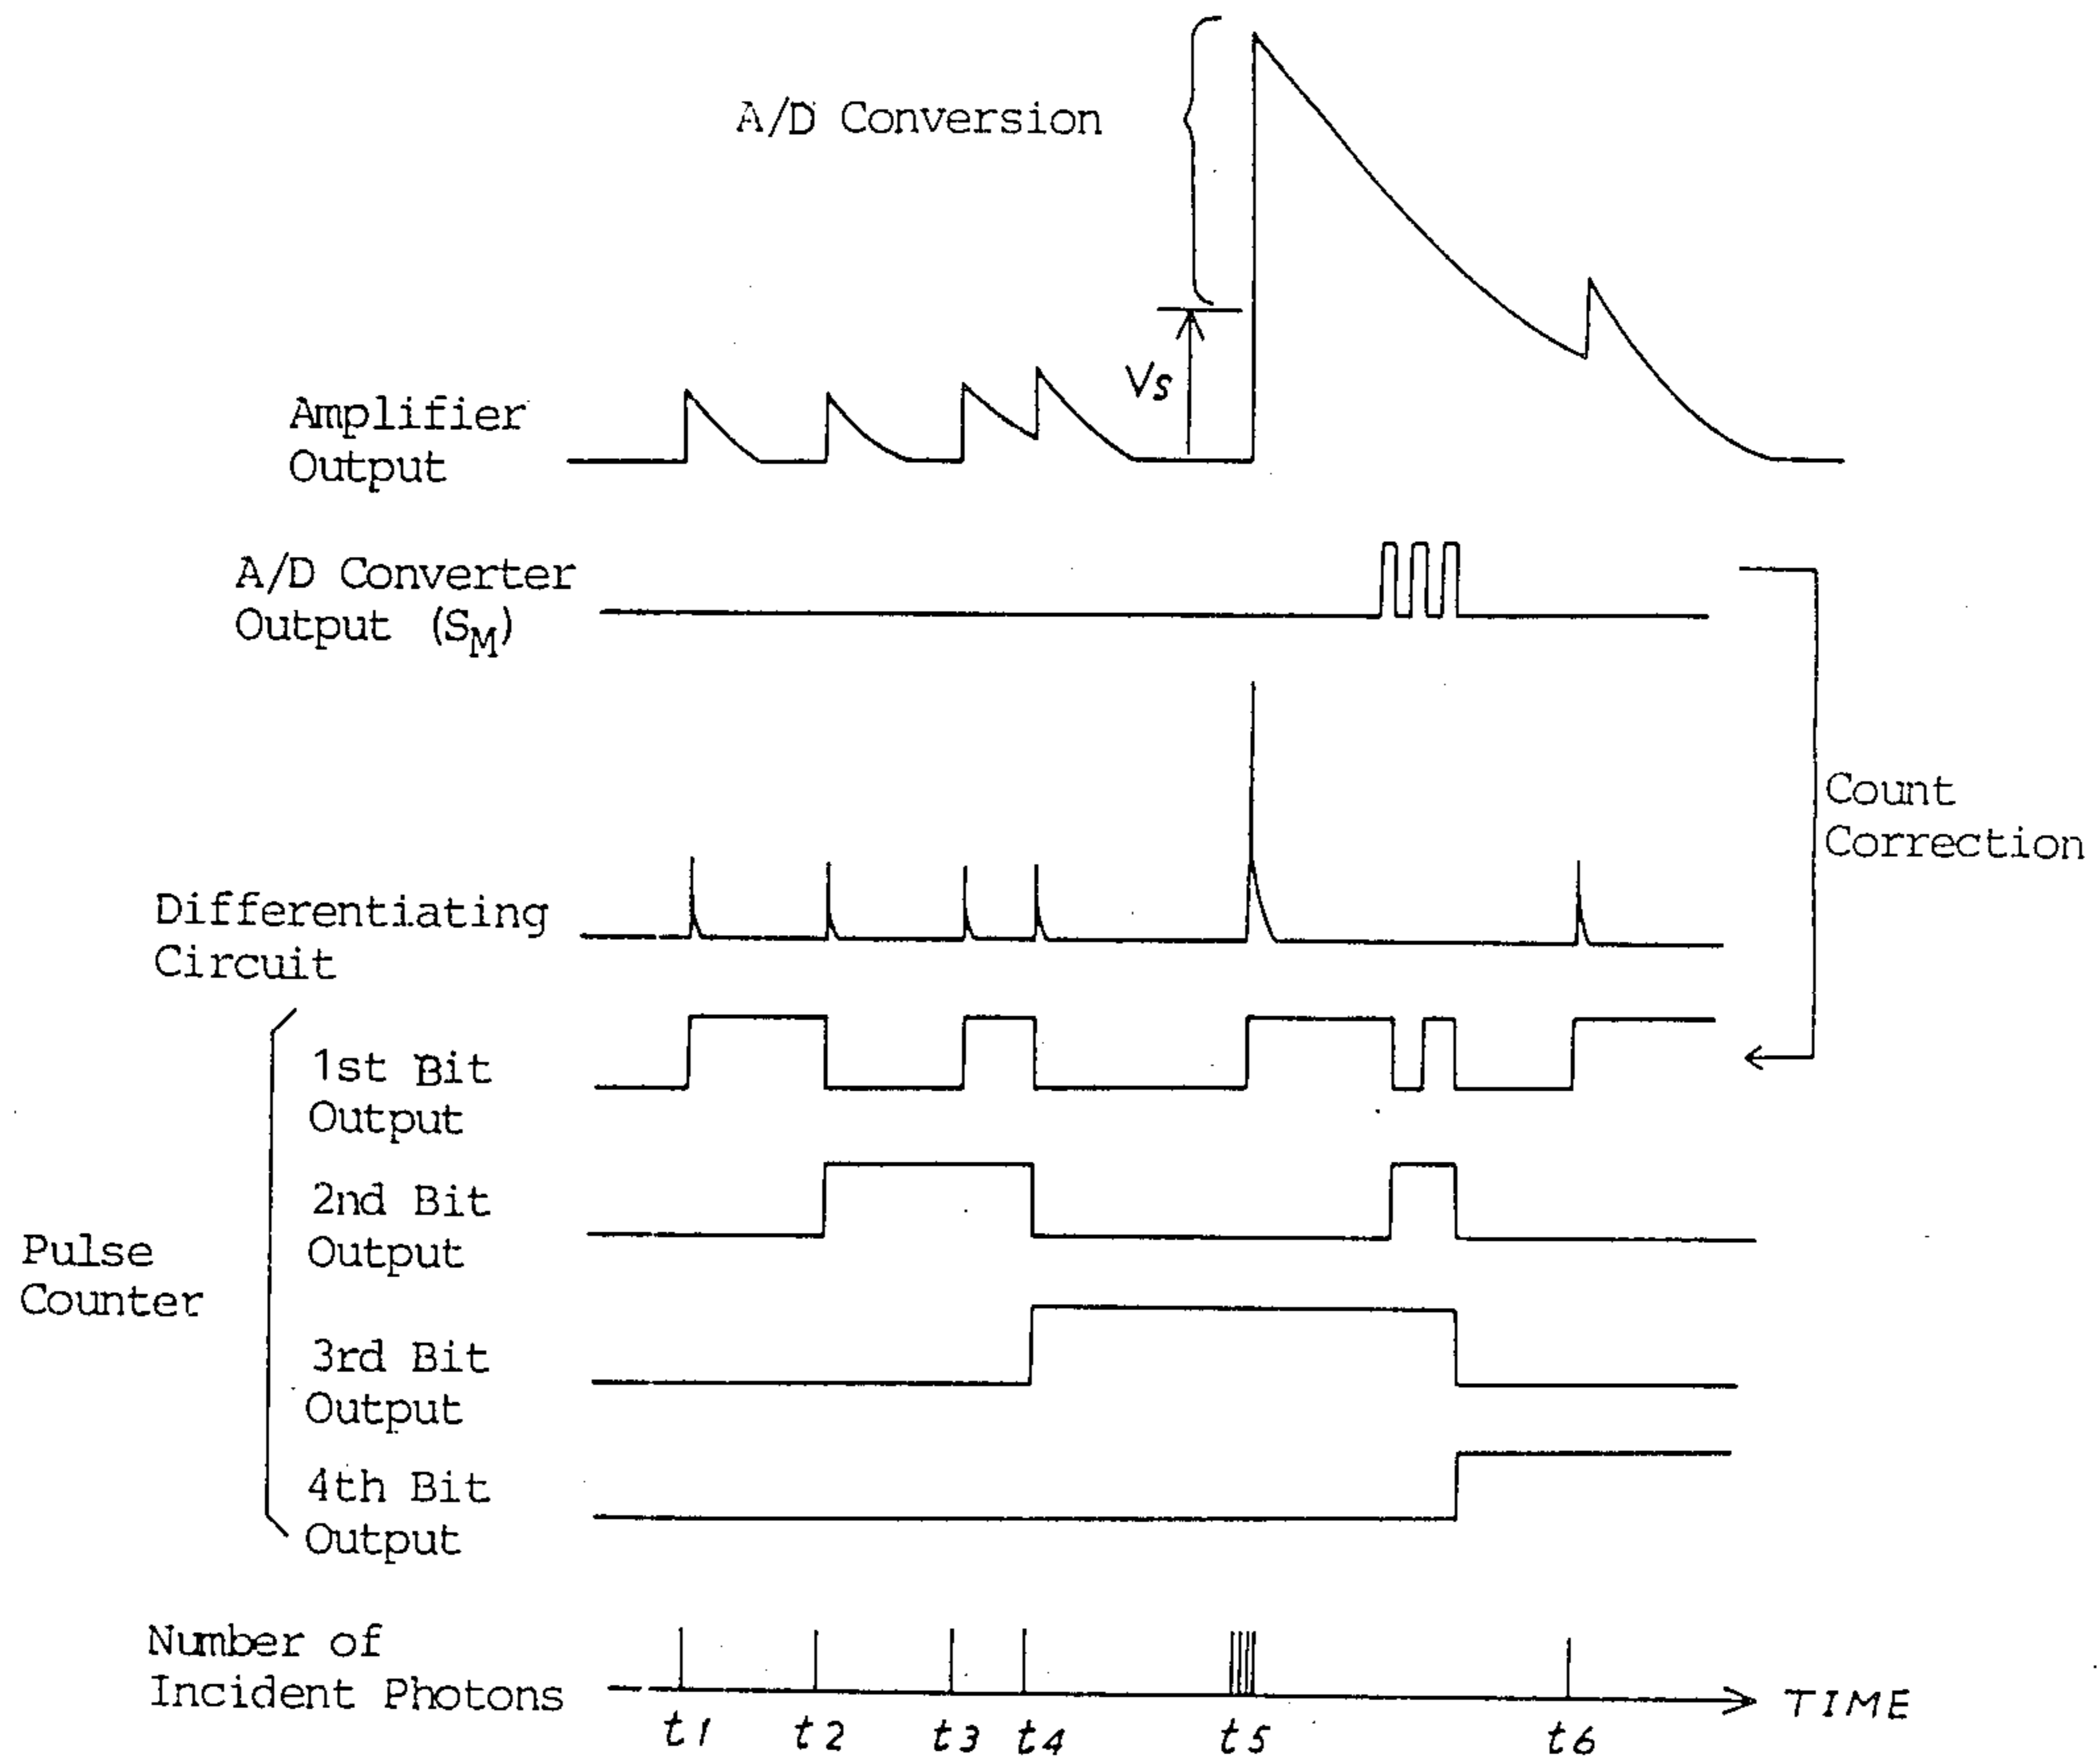 A/D Conversion
Vs
Amplifier
Output
A/D Converter
Output (SM)
Count
Correction
Differentiating
Circuit
1st Bit
Output
2nd Bit
Output
Pulse
Counter
3rd Bit
Output
4th Bit
Output
Number of
Incident Photons
TIME
t1 t2 t3 t4 t5 t6